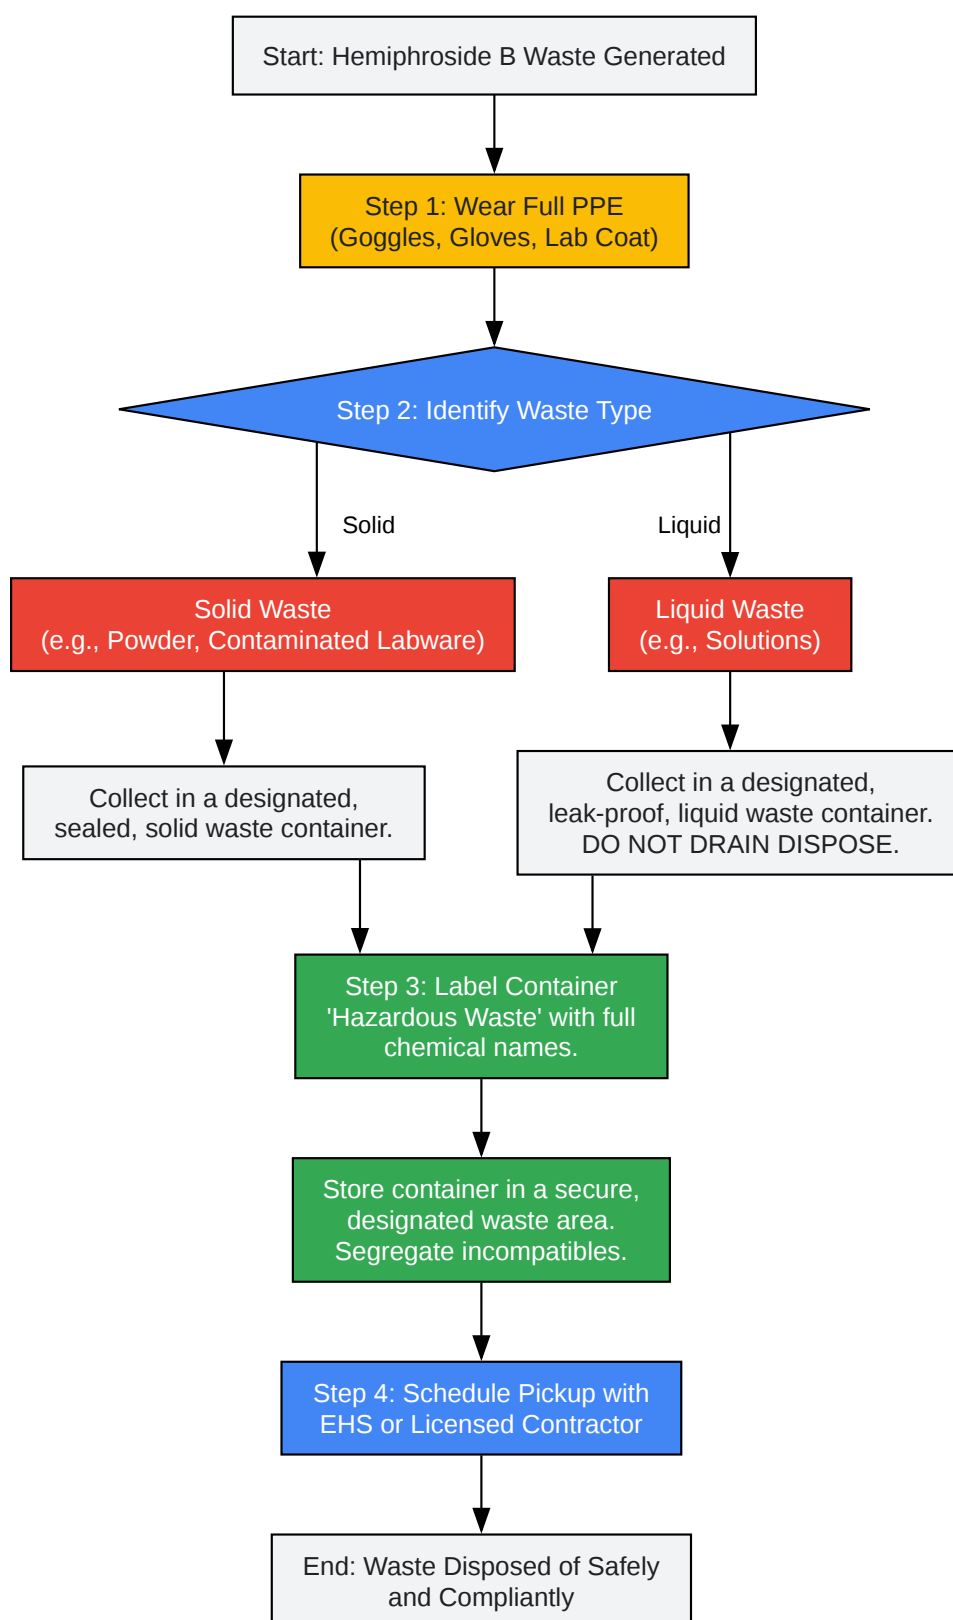 Start: Hemiphroside B Waste Generated
Step 1: Wear Full PPE
(Goggles, Gloves, Lab Coat)
Step 2: Identify Waste Type
Solid
Liquid
Solid Waste
(e.g., Powder, Contaminated Labware)
Liquid Waste
(e.g., Solutions)
Collect in a designated,
sealed, solid waste container.
Collect in a designated,
leak-proof, liquid waste container.
DO NOT DRAIN DISPOSE.
Step 3: Label Container
'Hazardous Waste' with full
chemical names.
Store container in a secure,
designated waste area.
Segregate incompatibles.
Step 4: Schedule Pickup with
EHS or Licensed Contractor
End: Waste Disposed of Safely
and Compliantly